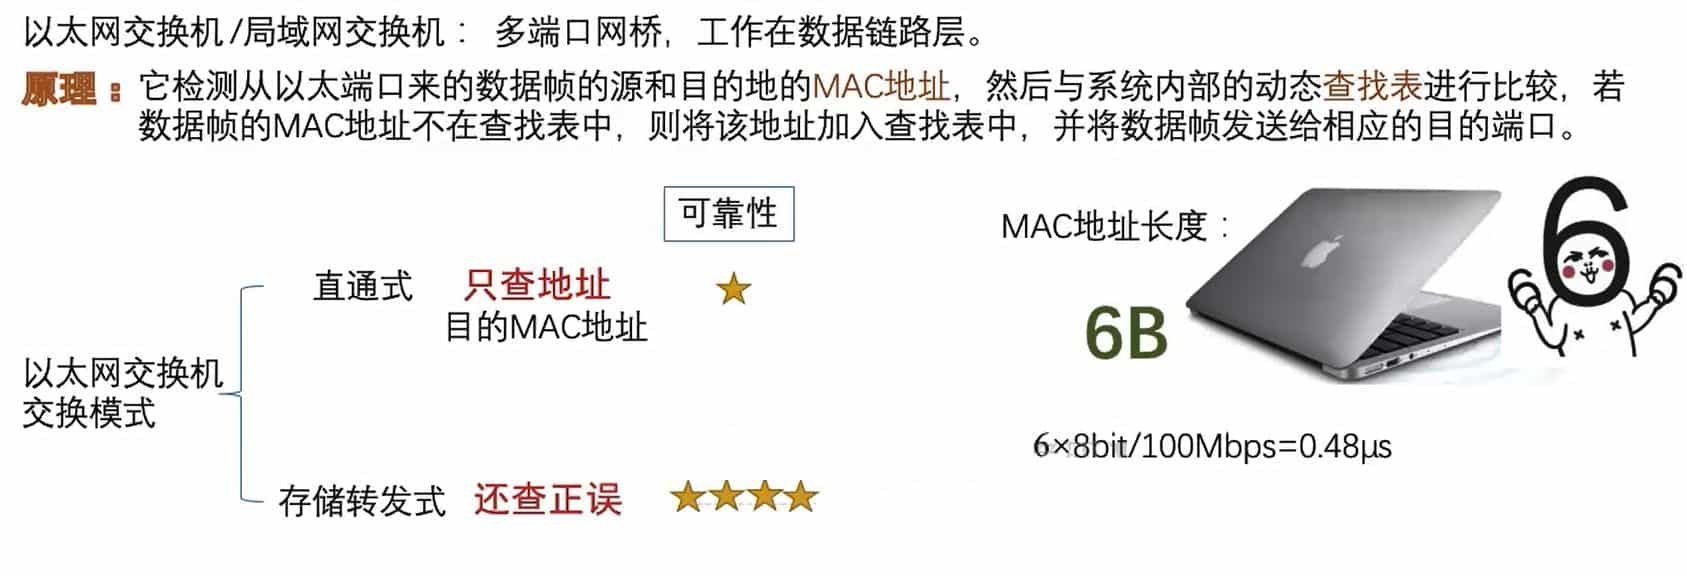 以太网交换机/局域网交换机： 多端口网桥，工作在数据链路层。
原理：它检测从以太端口来的数据帧的源和目的地的MAC地址，然后与系统内部的动态查找表进行比较，若
数据帧的MAC地址不在查找表中，则将该地址加入查找表中，并将数据帧发送给相应的目的端口。
可靠性
MAC地址长度：
6
直通式 只查地址
目的MAC地址
6B
以太网交换机
交换模式
6×8bit/100Mbps=0.48μs
存储转发式 还查正误